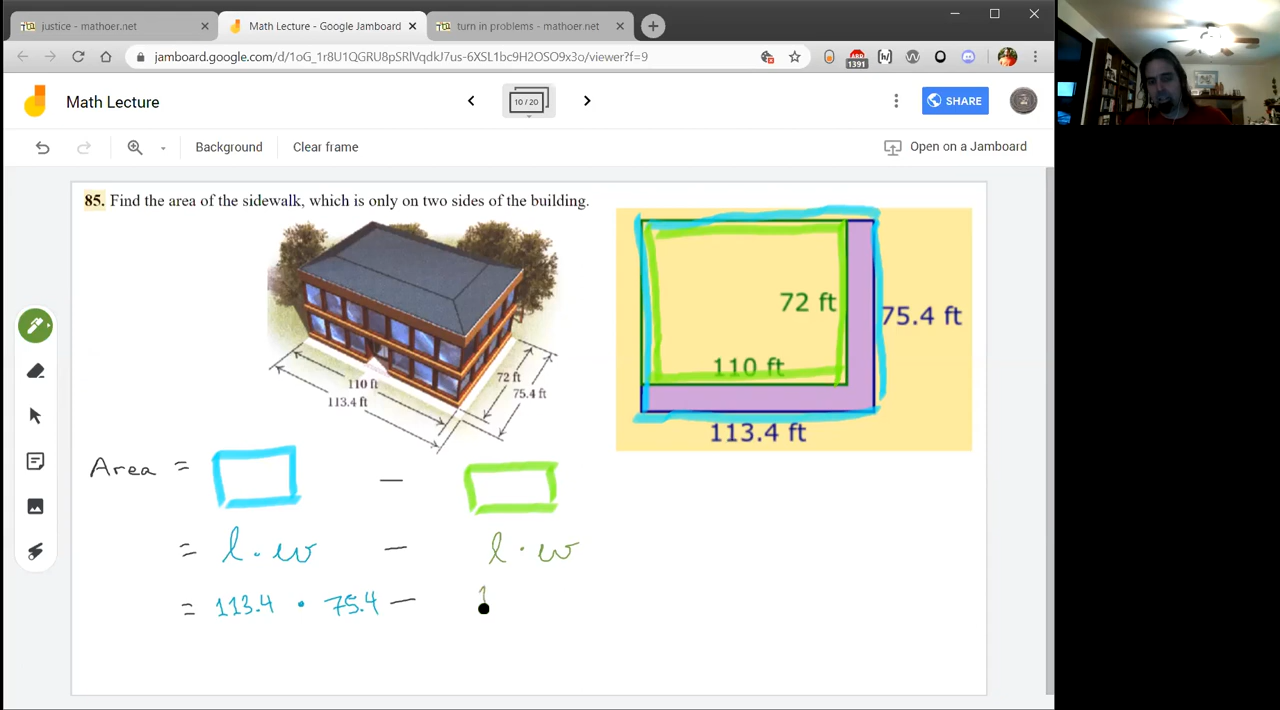 justice - mathoer.net
Math Lecture - Google Jamboard
turn in problems - mathoer.net
jamboard.google.com/d/1oG_1r8U1QGRU8pSRlVqdkJ7us-6XSL1bc9H2OSO9x3o/viewer?f=9
1391
Math Lecture
10 / 20
SHARE
Background
Clear frame
Open on a Jamboard
85. Find the area of the sidewalk, which is only on two sides of the building.
110 ft
113.4 ft
72 ft
75.4 ft
72 ft
75.4 ft
110 ft
113.4 ft
Area = −
= l · w − l · w
= 113.4 · 75.4 − 1